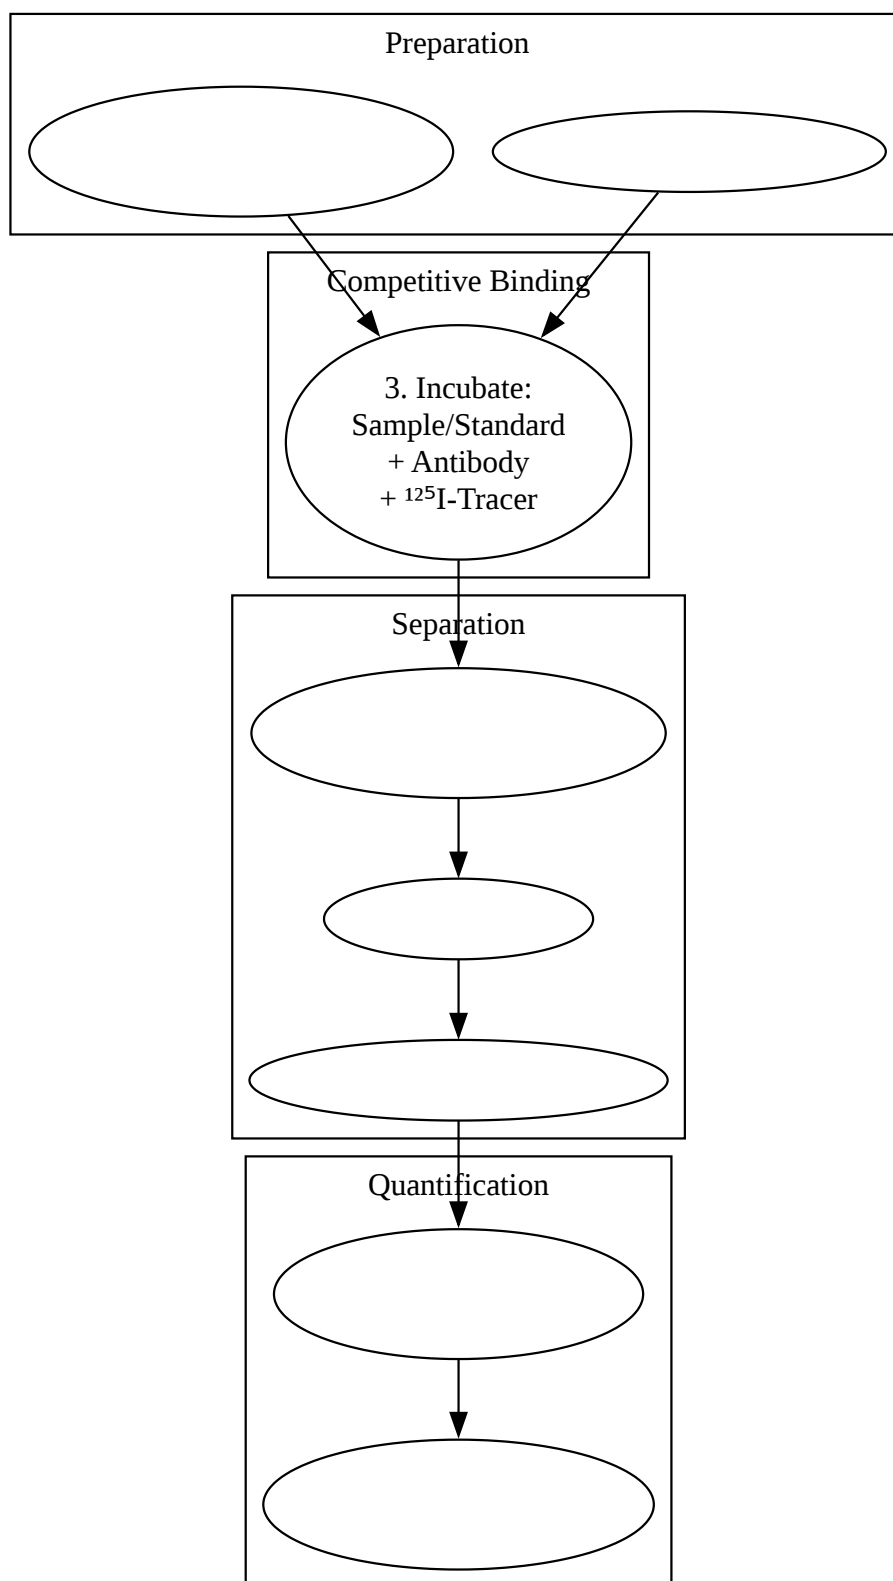 Preparation
Competitive Binding
3. Incubate:
Sample/Standard
+ Antibody
+ ¹²⁵I-Tracer
Separation
Quantification